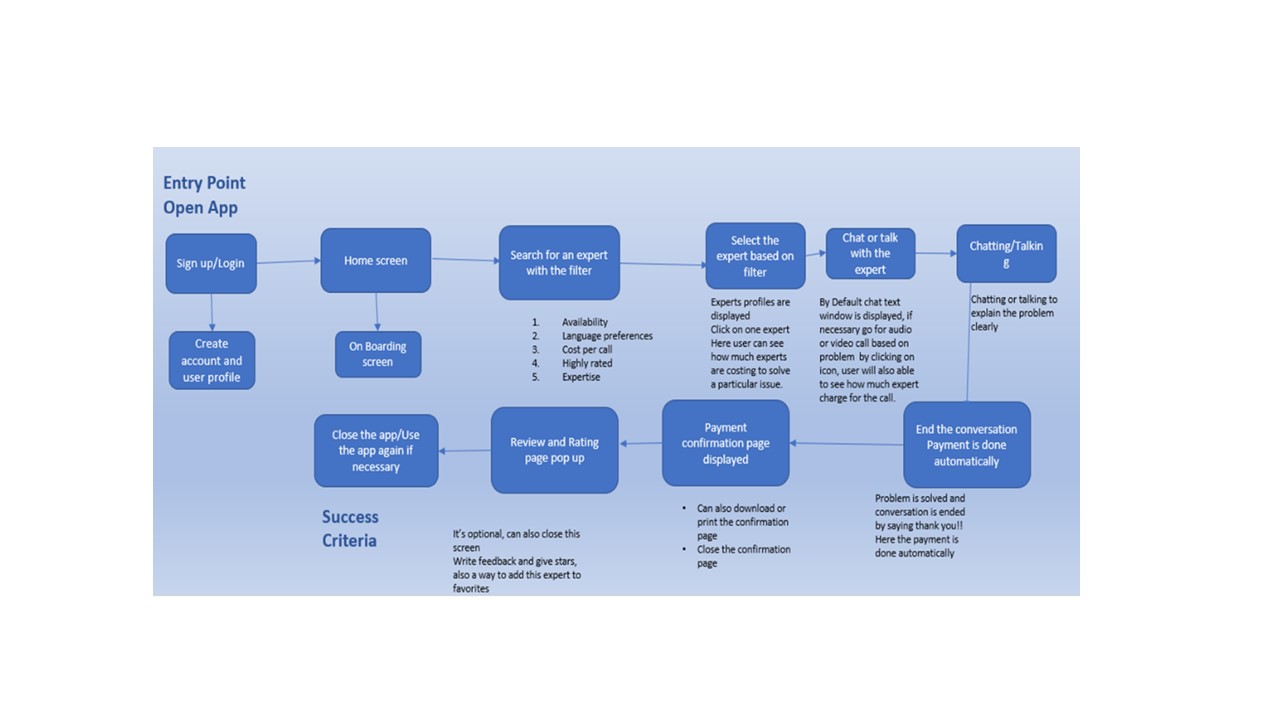 Entry Point
Open App
Sign up/Login
Home screen
Search for an expert
with the filter
Select the
expert based on
filter
Chat or talk
with the
expert
Chatting/Talkin
g
Create
account and
user profile
On Boarding
screen
1. Availability
2. Language preferences
3. Cost per call
4. Highly rated
5. Expertise
Experts profiles are
displayed
Click on one expert
Here user can see
how much experts
are costing to solve
a particular issue.
By Default chat text
window is displayed, if
necessary go for audio
or video call based on
problem by clicking on
icon, user will also able
to see how much expert
charge for the call.
Chatting or talking to
explain the problem
clearly
Close the app/Use
the app again if
necessary
Review and Rating
page pop up
Payment
confirmation page
displayed
End the conversation
Payment is done
automatically
Success
Criteria
It's optional, can also close this
screen
Write feedback and give stars,
also a way to add this expert to
favorites
• Can also download or
print the confirmation
page
• Close the confirmation
page
Problem is solved and
conversation is ended
by saying thank you!!
Here the payment is
done automatically